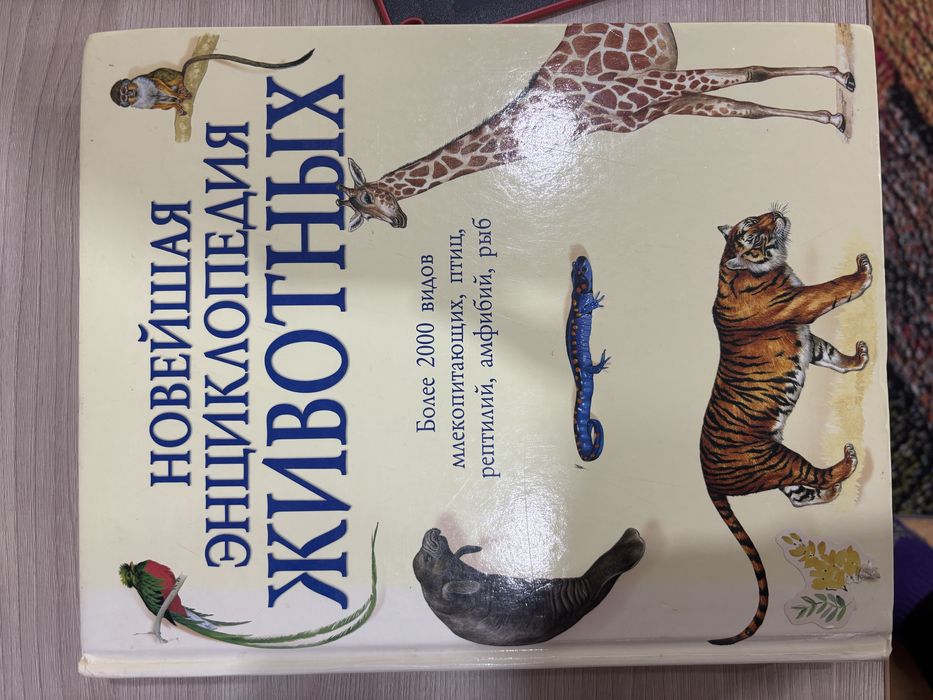 НОВЕЙШАЯ
ЭНЦИКЛОПЕДИЯ
ЖИВОТНЫХ
Более 2000 видов
млекопитающих, птиц,
рептилий, амфибий, рыб